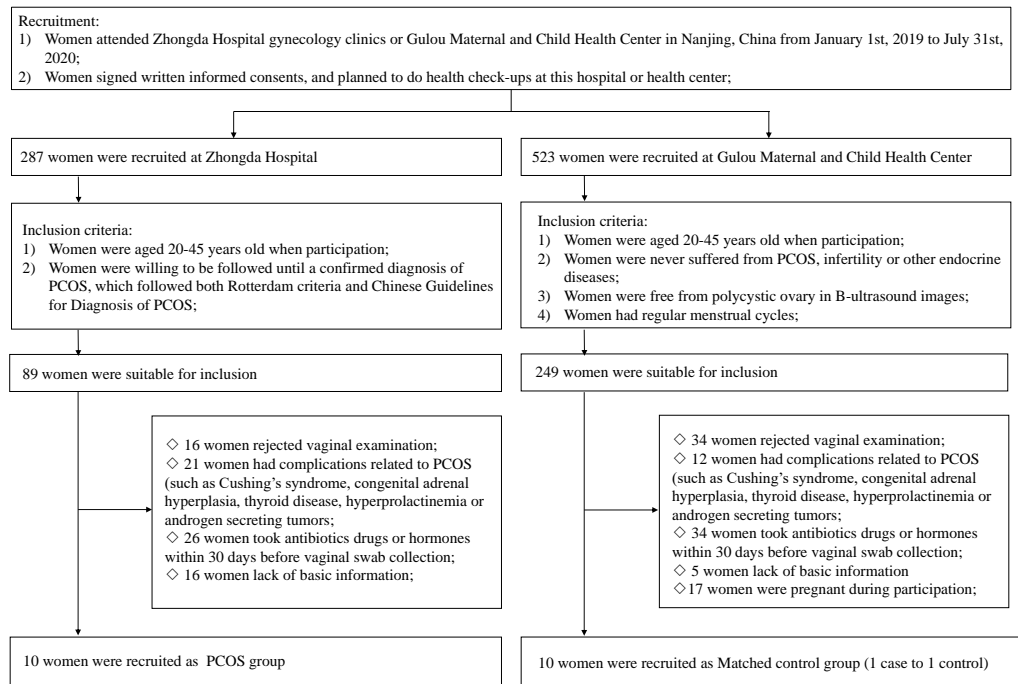 Recruitment:
1) Women attended Zhongda Hospital gynecology clinics or Gulou Maternal and Child Health Center in Nanjing, China from January 1st, 2019 to July 31st,
2020;
2) Women signed written informed consents, and planned to do health check-ups at this hospital or health center;
287 women were recruited at Zhongda Hospital
523 women were recruited at Gulou Maternal and Child Health Center
Inclusion criteria:
1) Women were aged 20-45 years old when participation;
2) Women were willing to be followed until a confirmed diagnosis of
PCOS, which followed both Rotterdam criteria and Chinese Guidelines
for Diagnosis of PCOS;
Inclusion criteria:
1) Women were aged 20-45 years old when participation;
2) Women were never suffered from PCOS, infertility or other endocrine
diseases;
3) Women were free from polycystic ovary in B-ultrasound images;
4) Women had regular menstrual cycles;
89 women were suitable for inclusion
249 women were suitable for inclusion
◇ 16 women rejected vaginal examination;
◇ 21 women had complications related to PCOS
(such as Cushing's syndrome, congenital adrenal
hyperplasia, thyroid disease, hyperprolactinemia or
androgen secreting tumors;
◇ 26 women took antibiotics drugs or hormones
within 30 days before vaginal swab collection;
◇ 16 women lack of basic information;
◇ 34 women rejected vaginal examination;
◇ 12 women had complications related to PCOS
(such as Cushing's syndrome, congenital adrenal
hyperplasia, thyroid disease, hyperprolactinemia or
androgen secreting tumors;
◇ 34 women took antibiotics drugs or hormones
within 30 days before vaginal swab collection;
◇ 5 women lack of basic information
◇ 17 women were pregnant during participation;
10 women were recruited as PCOS group
10 women were recruited as Matched control group (1 case to 1 control)